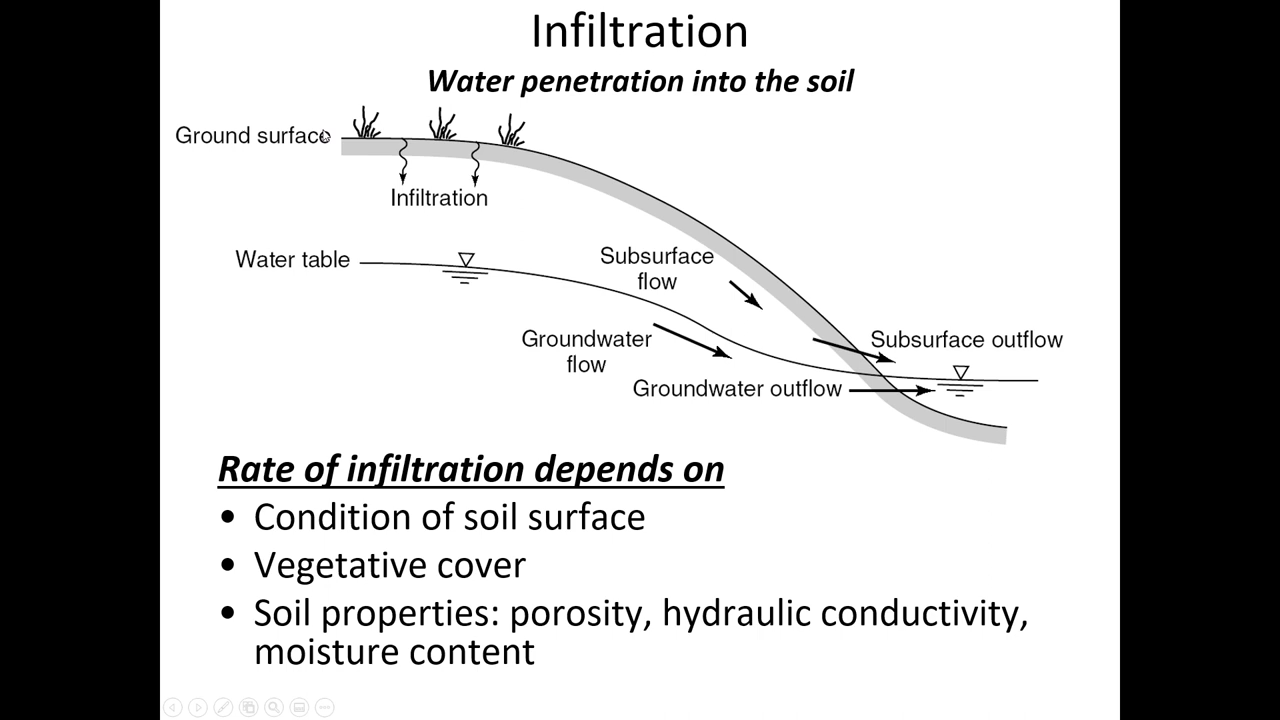 Infiltration
Water penetration into the soil
Ground surface
Infiltration
Water table
Subsurface
flow
Groundwater
flow
Subsurface outflow
Groundwater outflow
Rate of infiltration depends on
• Condition of soil surface
• Vegetative cover
• Soil properties: porosity, hydraulic conductivity,
moisture content